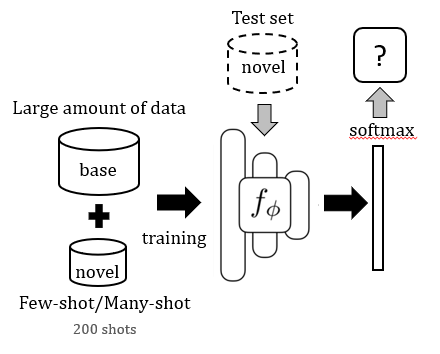 Test set
novel
?
Large amount of data
base
softmax
+
fϕ
training
novel
Few-shot/Many-shot
200 shots